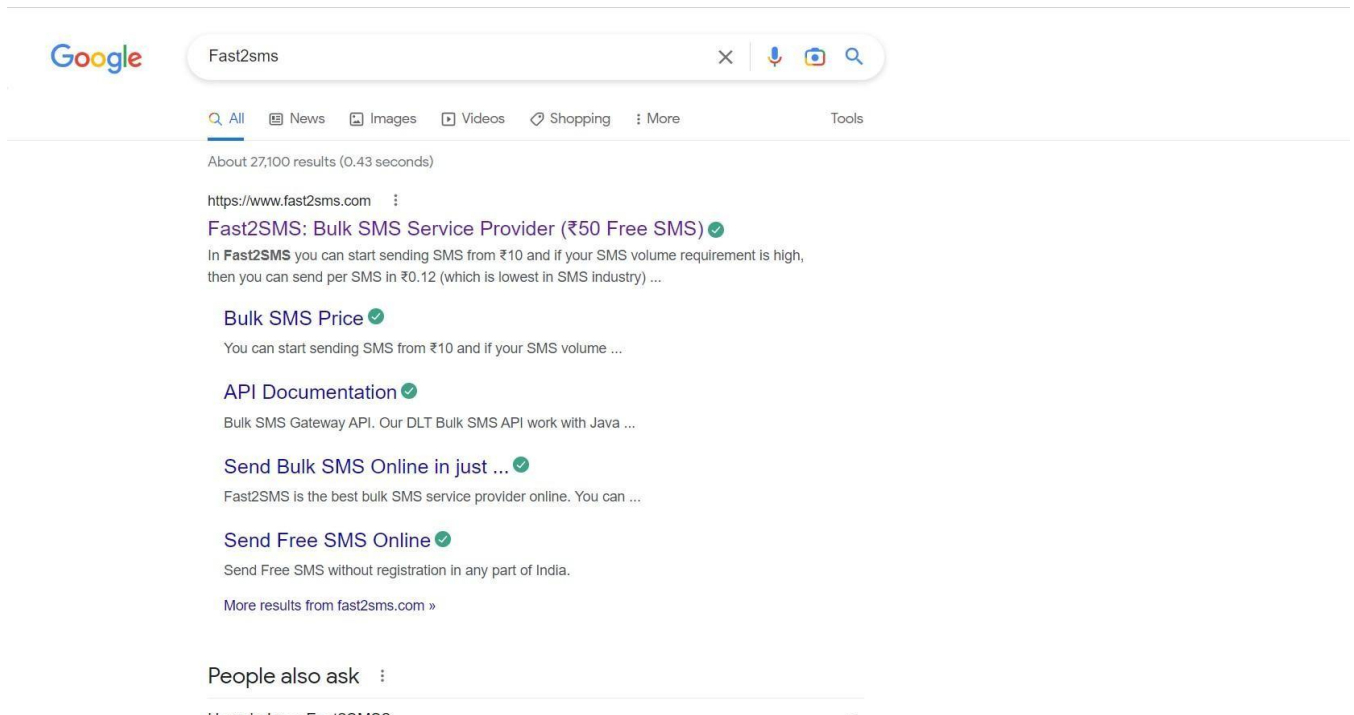 Google
Fast2sms
All News Images Videos Shopping More Tools
About 27,100 results (0.43 seconds)
https://www.fast2sms.com
Fast2SMS: Bulk SMS Service Provider (₹50 Free SMS)
In Fast2SMS you can start sending SMS from ₹10 and if your SMS volume requirement is high,
then you can send per SMS in ₹0.12 (which is lowest in SMS industry) ...
Bulk SMS Price
You can start sending SMS from ₹10 and if your SMS volume ...
API Documentation
Bulk SMS Gateway API. Our DLT Bulk SMS API work with Java ...
Send Bulk SMS Online in just ...
Fast2SMS is the best bulk SMS service provider online. You can ...
Send Free SMS Online
Send Free SMS without registration in any part of India.
More results from fast2sms.com »
People also ask